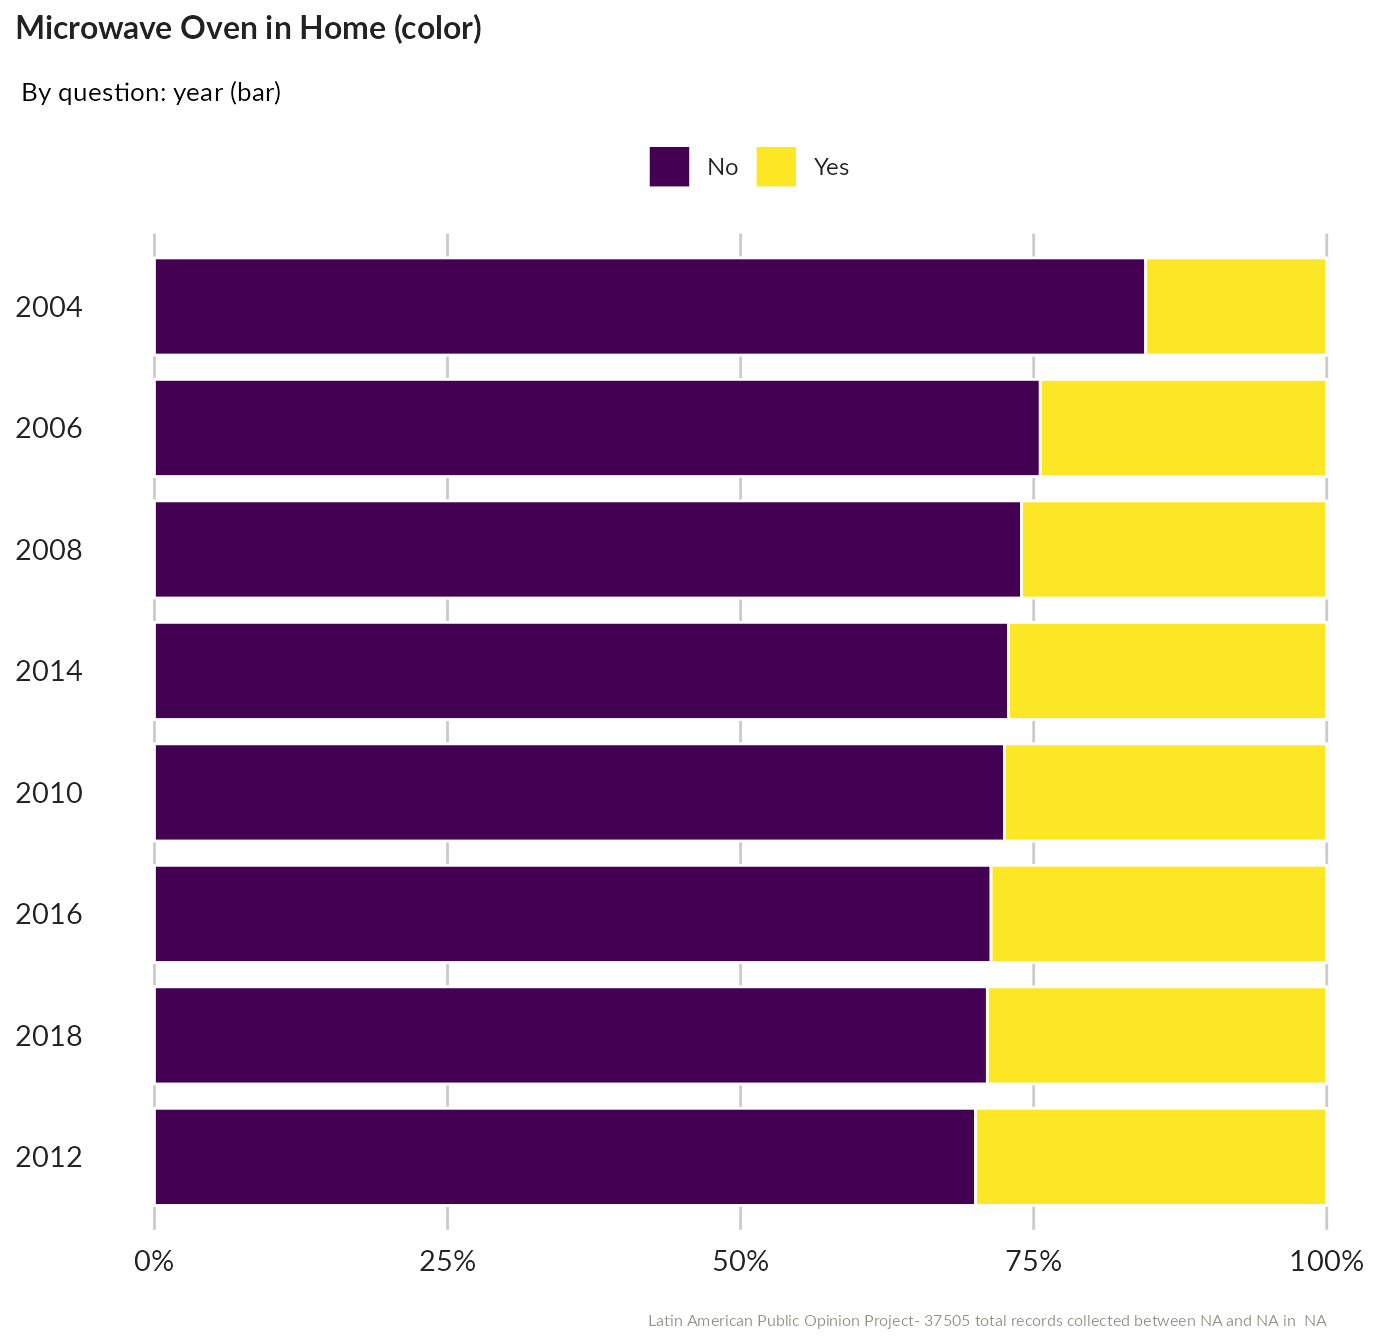 Microwave Oven in Home (color)
By question: year (bar)
No Yes
2004
2006
2008
2014
2010
2016
2018
2012
0% 25% 50% 75% 100%
Latin American Public Opinion Project- 37505 total records collected between NA and NA in  NA